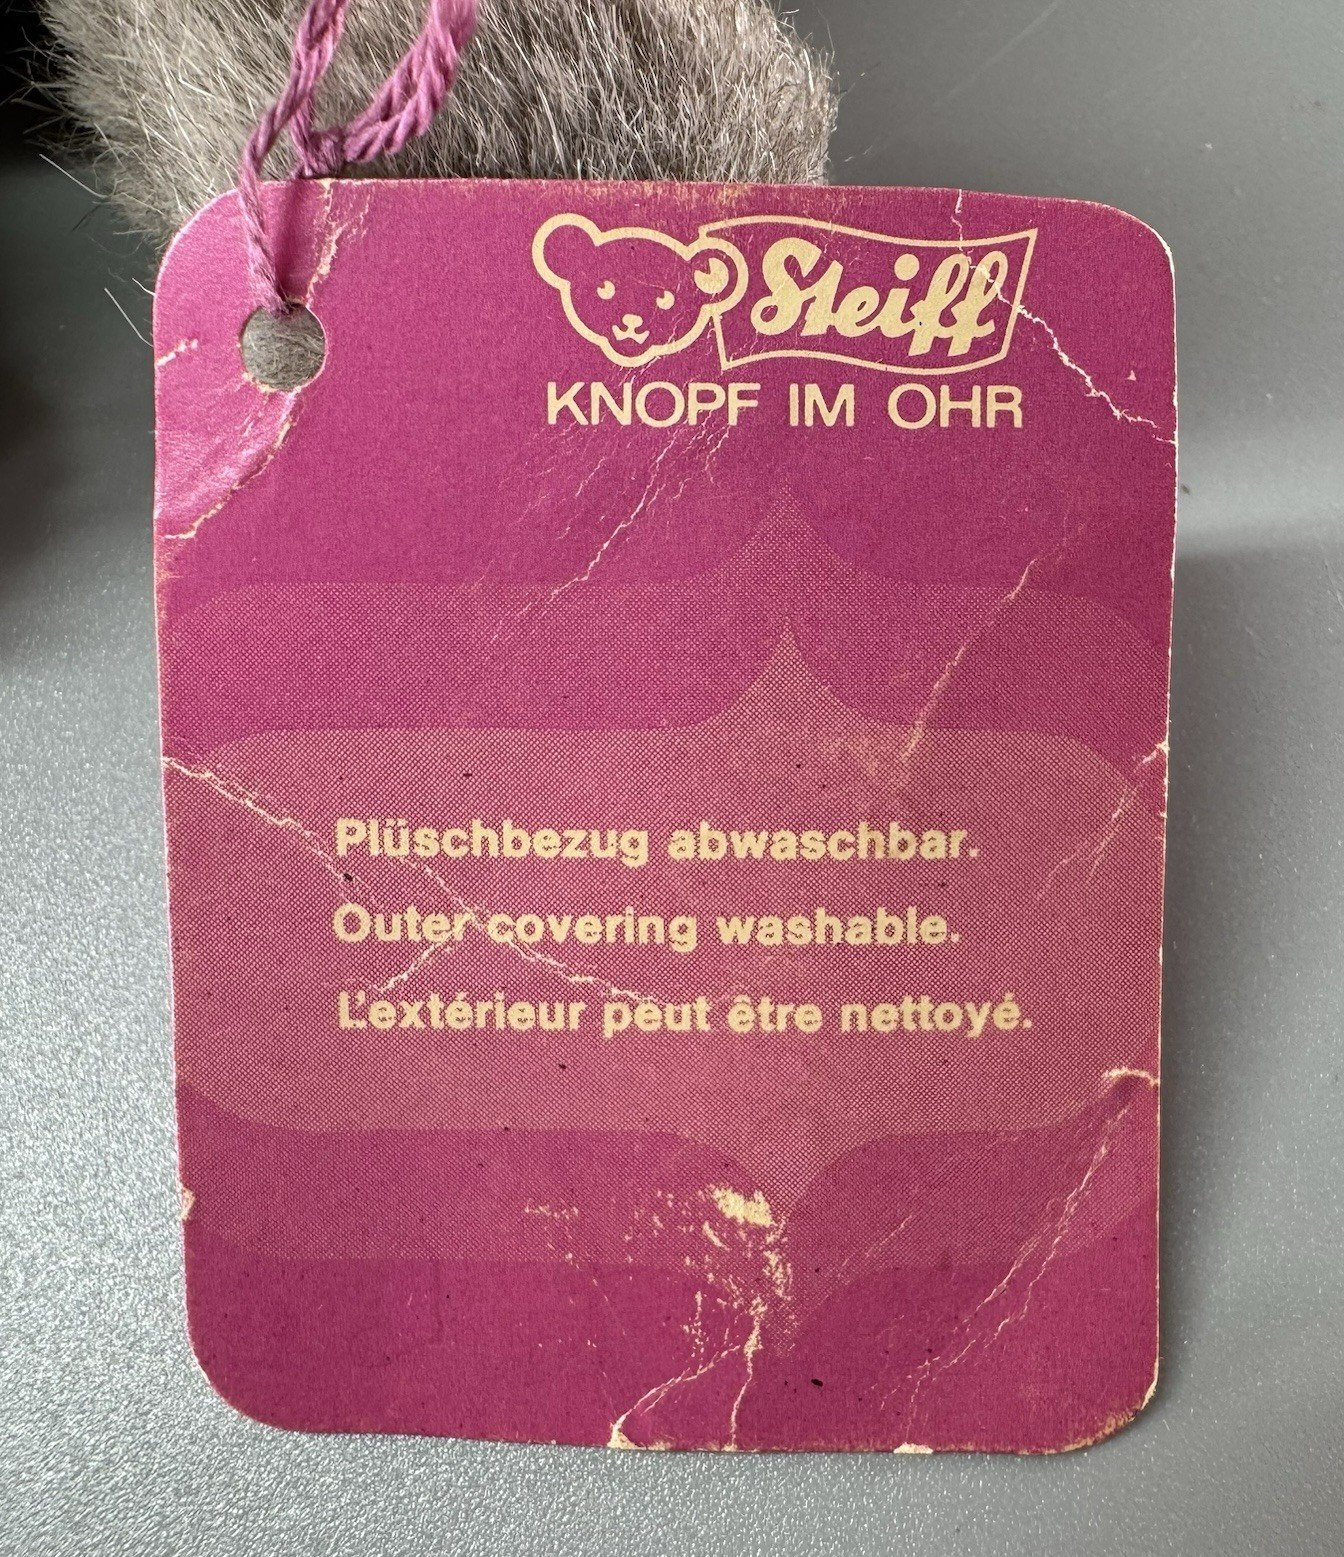 Steiff
KNOPF IM OHR
Plüschbezug abwaschbar.
Outer covering washable.
L'extérieur peut être nettoyé.